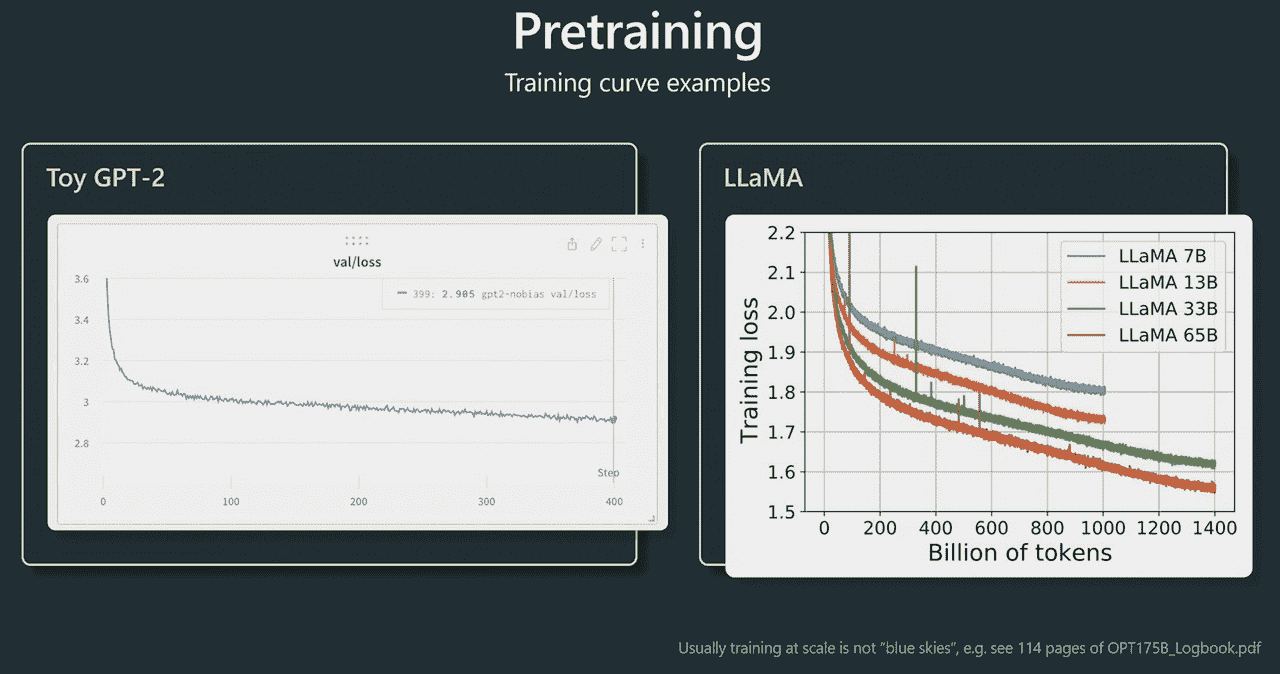 Pretraining
Training curve examples
Toy GPT-2
val/loss
3.6
399: 2.905 gpt2-nobias val/loss
3.4
3.2
3
2.8
Step
0 100 200 300 400
LLaMA
2.2
2.1
2.0
1.9
1.8
1.7
1.6
1.5
Training loss
LLaMA 7B
LLaMA 13B
LLaMA 33B
LLaMA 65B
0 200 400 600 800 1000 1200 1400
Billion of tokens
Usually training at scale is not "blue skies", e.g. see 114 pages of OPT175B_Logbook.pdf